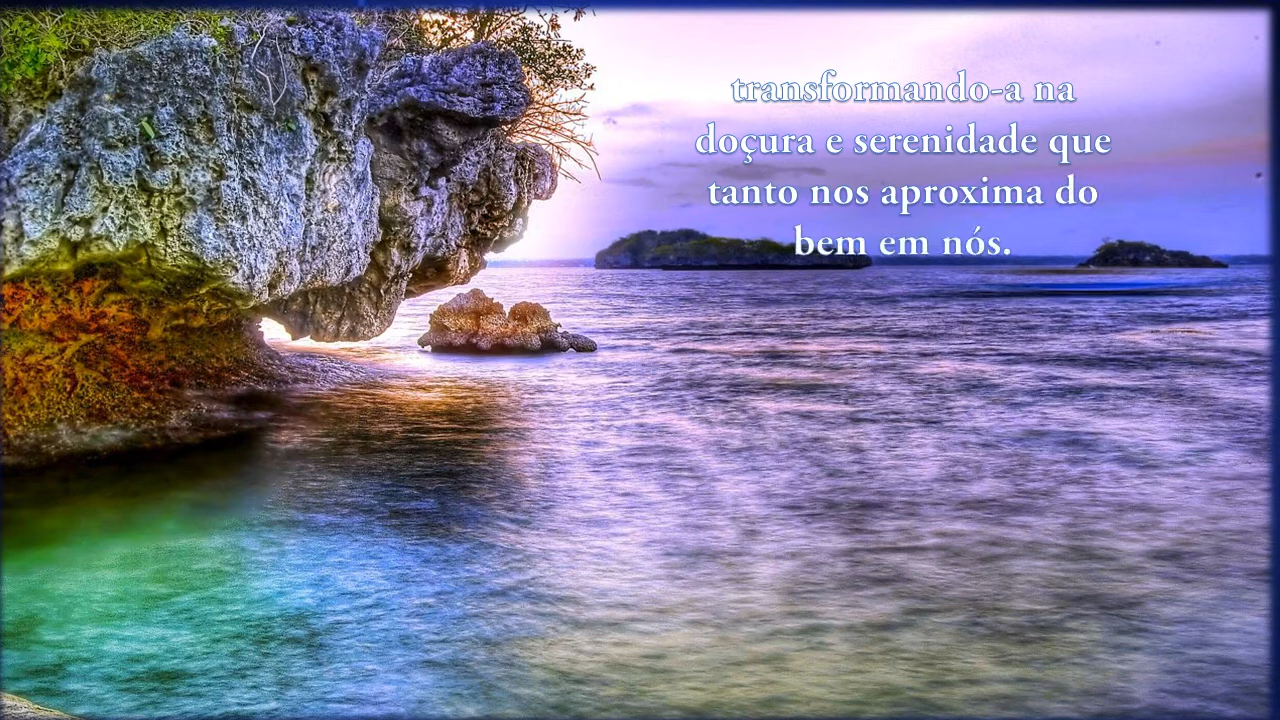 transformando-a na
doçura e serenidade que
tanto nos aproxima do
bem em nós.